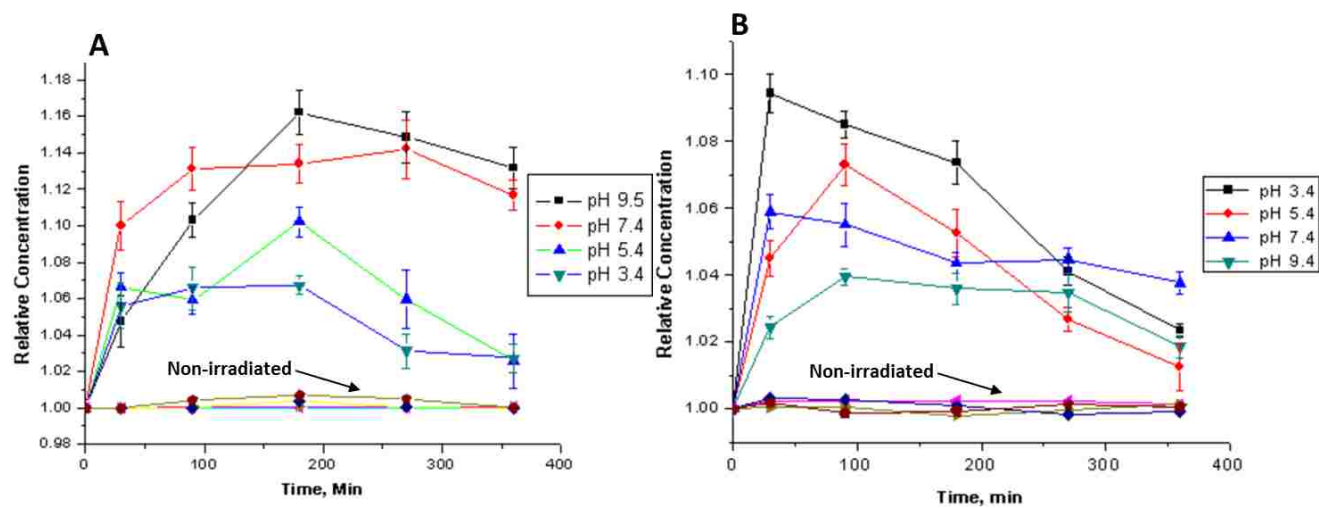 A
Relative Concentration
1.18
1.16
1.14
1.12
1.10
1.08
1.06
1.04
1.02
1.00
0.98
0
100
200
300
400
Time, Min
Non-irradiated
pH 9.5
pH 7.4
pH 5.4
pH 3.4
B
Relative Concentration
1.10
1.08
1.06
1.04
1.02
1.00
0
100
200
300
400
Time, min
Non-irradiated
pH 3.4
pH 5.4
pH 7.4
pH 9.4